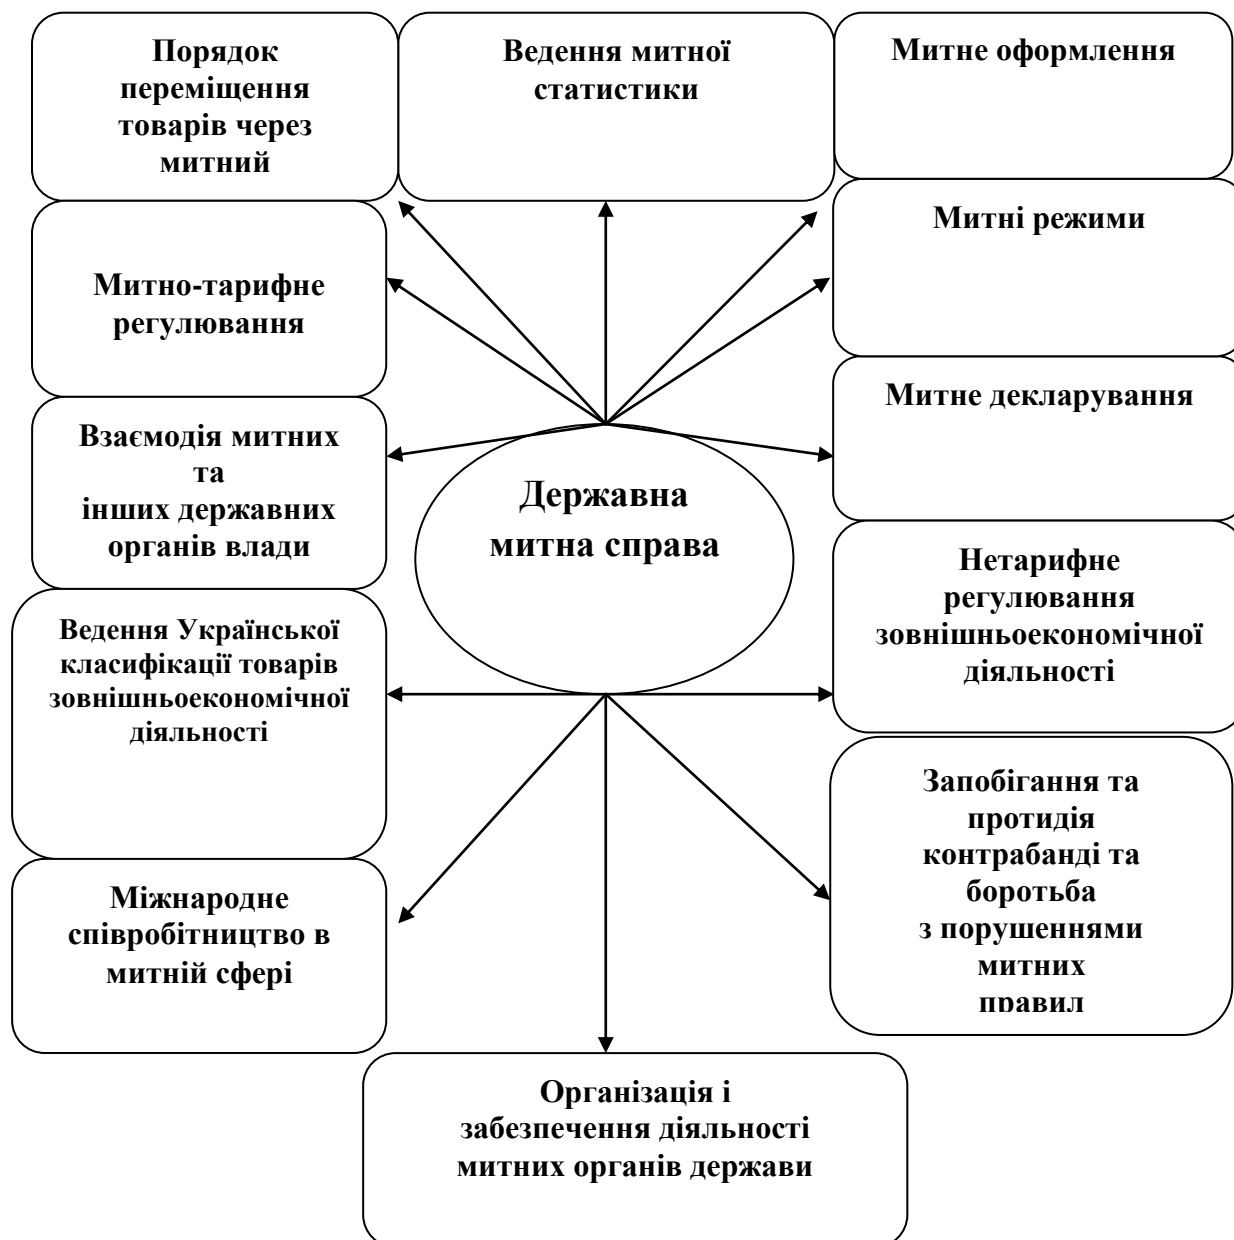 Порядок
переміщення
товарів через
митний
Ведення митної
статистики
Митне оформлення
Митно-тарифне
регулювання
Митні режими
Взаємодія митних
та
інших державних
органів влади
Митне декларування
Державна
митна справа
Ведення Української
класифікації товарів
зовнішньоекономічної
діяльності
Нетарифне
регулювання
зовнішньоекономічної
діяльності
Міжнародне
співробітництво в
митній сфері
Запобігання та
протидія
контрабанді та
боротьба
з порушеннями
митних
правил
Організація і
забезпечення діяльності
митних органів держави